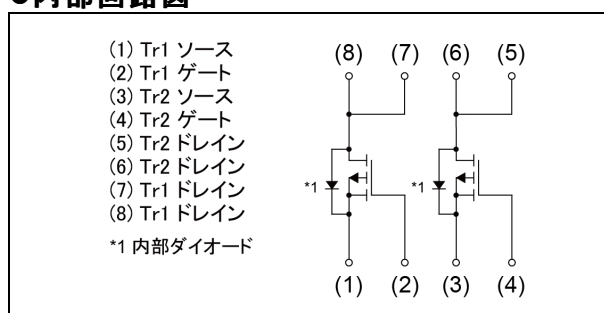 ●内部回路図
(1) Tr1 ソース
(2) Tr1 ゲート
(3) Tr2 ソース
(4) Tr2 ゲート
(5) Tr2 ドレイン
(6) Tr2 ドレイン
(7) Tr1 ドレイン
(8) Tr1 ドレイン
*1 内部ダイオード
(8) (7) (6) (5)
*1 *1
(1) (2) (3) (4)